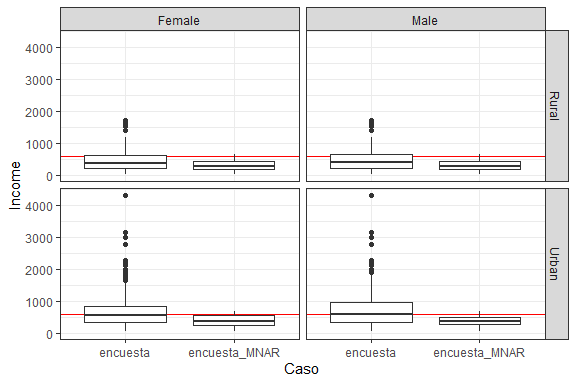 Female Male
4000
3000
2000
1000
0
Rural
4000
3000
2000
1000
0
Urban
Income
encuesta encuesta_MNAR encuesta encuesta_MNAR
Caso